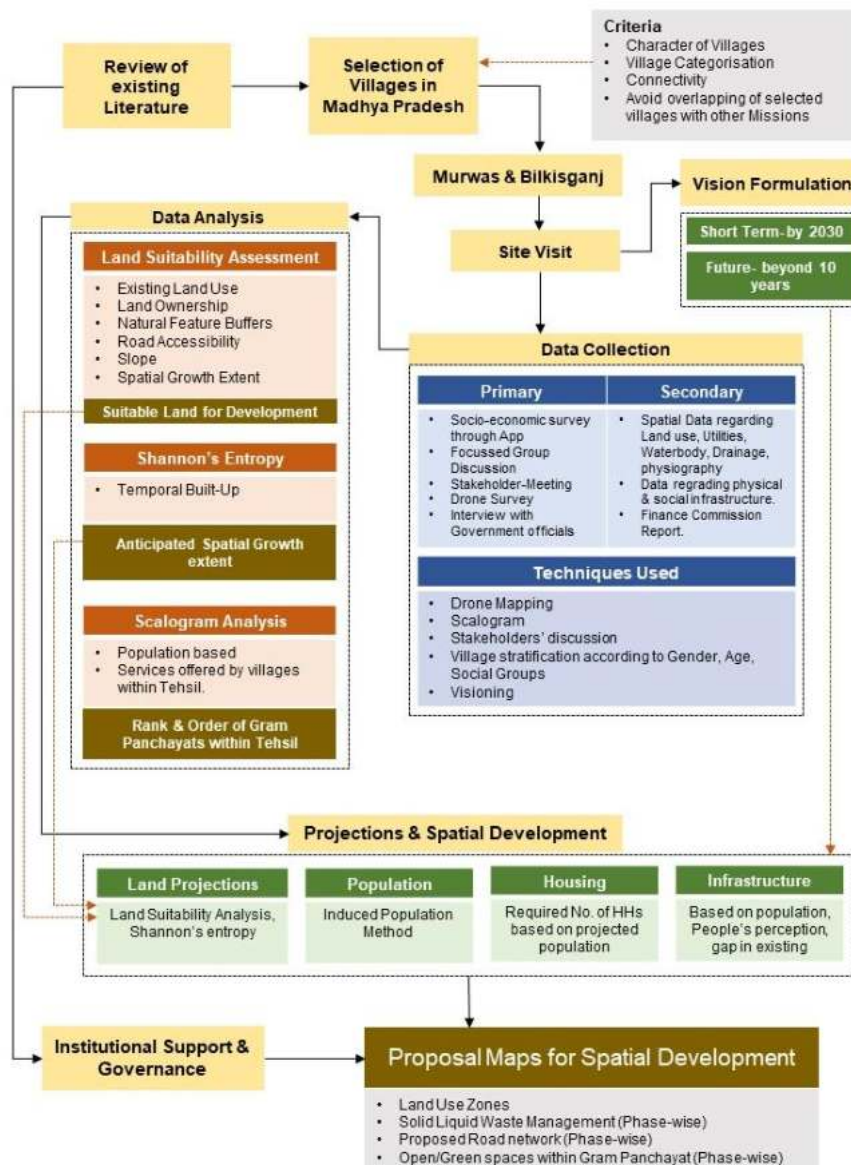 Review of
existing
Literature
Selection of
Villages in
Madhya Pradesh
Criteria
• Character of Villages
• Village Categorisation
• Connectivity
• Avoid overlapping of selected
villages with other Missions
Murwas & Bilkisganj
Vision Formulation
Short Term-by 2030
Future- beyond 10
years
Site Visit
Data Analysis
Land Suitability Assessment
• Existing Land Use
• Land Ownership
• Natural Feature Buffers
• Road Accessibility
• Slope
• Spatial Growth Extent
Suitable Land for Development
Shannon's Entropy
• Temporal Built-Up
Anticipated Spatial Growth
extent
Scalogram Analysis
• Population based
• Services offered by villages
within Tehsil.
Rank & Order of Gram
Panchayats within Tehsil
Data Collection
Primary
• Socio-economic survey
through App
• Focussed Group
Discussion
• Stakeholder-Meeting
• Drone Survey
• Interview with
Government officials
Secondary
• Spatial Data regarding
Land use, Utilities,
Waterbody, Drainage,
physiography
• Data regrading physical
& social infrastructure.
• Finance Commission
Report.
Techniques Used
• Drone Mapping
• Scalogram
• Stakeholders' discussion
• Village stratification according to Gender, Age,
Social Groups
• Visioning
Projections & Spatial Development
Land Projections
Land Suitability Analysis,
Shannon's entropy
Population
Induced Population
Method
Housing
Required No. of HHs
based on projected
population
Infrastructure
Based on population,
People's perception,
gap in existing
Institutional Support &
Governance
Proposal Maps for Spatial Development
• Land Use Zones
• Solid Liquid Waste Management (Phase-wise)
• Proposed Road network (Phase-wise)
• Open/Green spaces within Gram Panchayat (Phase-wise)